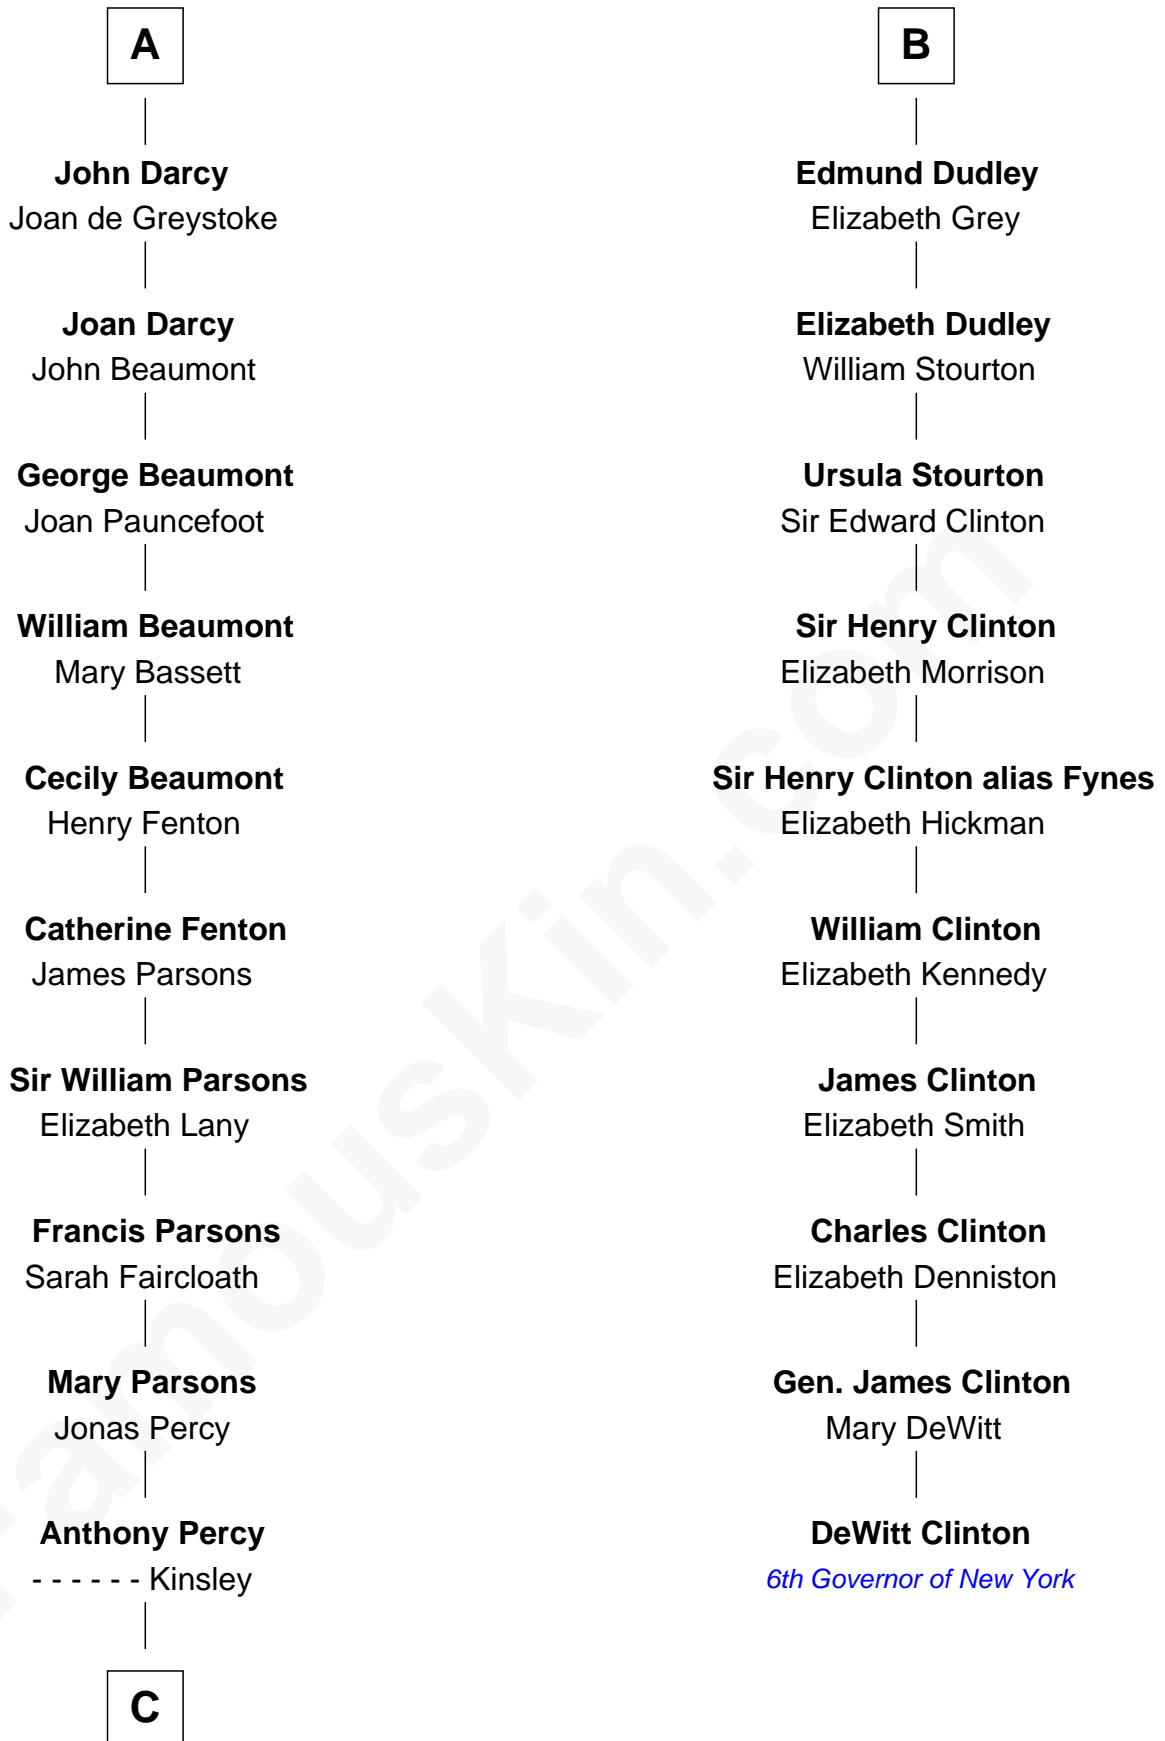 A
John Darcy
Joan de Greystoke
Joan Darcy
John Beaumont
George Beaumont
Joan Pauncefoot
William Beaumont
Mary Bassett
Cecily Beaumont
Henry Fenton
Catherine Fenton
James Parsons
Sir William Parsons
Elizabeth Lany
Francis Parsons
Sarah Faircloath
Mary Parsons
Jonas Percy
Anthony Percy
- - - - - - Kinsley
C
B
Edmund Dudley
Elizabeth Grey
Elizabeth Dudley
William Stourton
Ursula Stourton
Sir Edward Clinton
Sir Henry Clinton
Elizabeth Morrison
Sir Henry Clinton alias Fynes
Elizabeth Hickman
William Clinton
Elizabeth Kennedy
James Clinton
Elizabeth Smith
Charles Clinton
Elizabeth Denniston
Gen. James Clinton
Mary DeWitt
DeWitt Clinton
6th Governor of New York
FamousKin.com